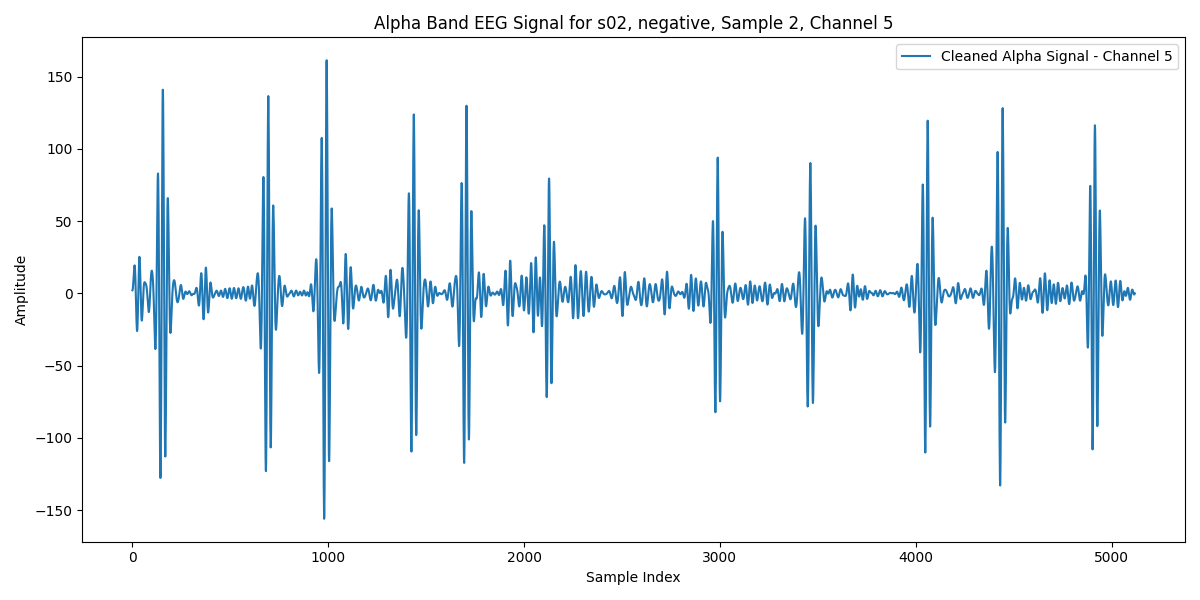 Alpha Band EEG Signal for s02, negative, Sample 2, Channel 5
Cleaned Alpha Signal - Channel 5
Amplitude
150
100
50
0
−50
−100
−150
0 1000 2000 3000 4000 5000
Sample Index